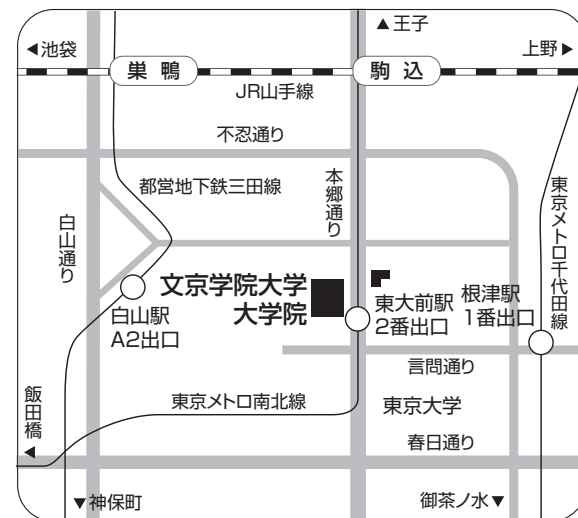 ▲王子
◀池袋
上野▶
巣鴨
駒込
JR山手線
不忍通り
都営地下鉄三田線
本郷通り
東京メトロ千代田線
白山通り
文京学院大学
大学院
白山駅
A2出口
東大前駅
2番出口
根津駅
1番出口
言問通り
飯田橋◀
東京メトロ南北線
東京大学
春日通り
▼神保町
御茶ノ水▼